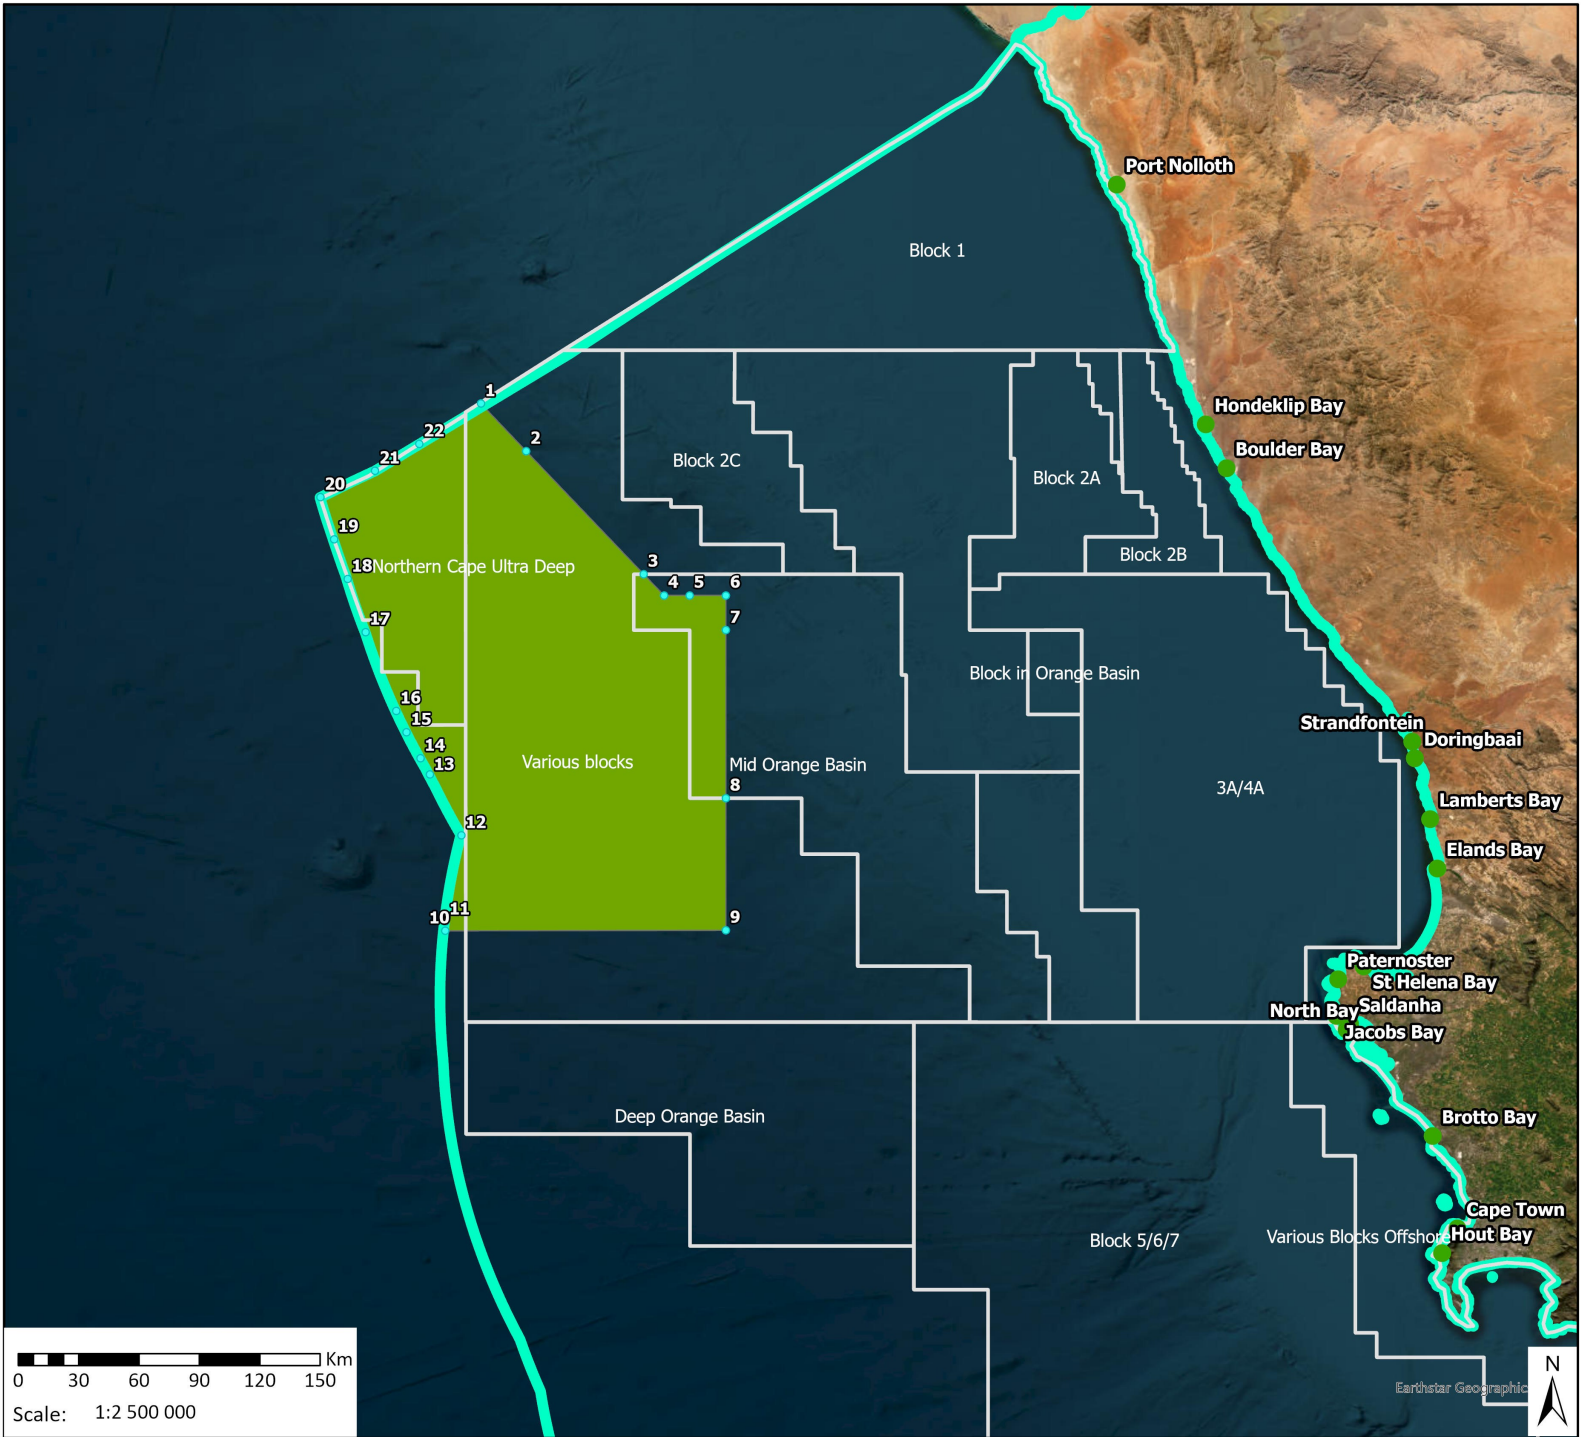 Port Nolloth
Block 1
1
Hondeklip Bay
22
2
Boulder Bay
21
Block 2C
Block 2A
20
19
3
Block 2B
18
Northern Cape Ultra Deep
4
5
6
7
17
Block in Orange Basin
16
15
Strandfontein
Doringbaai
14
13
Various blocks
Mid Orange Basin
8
3A/4A
Lamberts Bay
12
Elands Bay
11
10
9
Paternoster
St Helena Bay
North Bay
Saldanha
Jacobs Bay
Deep Orange Basin
Brotto Bay
Cape Town
Block 5/6/7
Various Blocks Offshore
Hout Bay
Km
0 30 60 90 120 150
Scale: 1:2 500 000
N
Earthstar Geographic